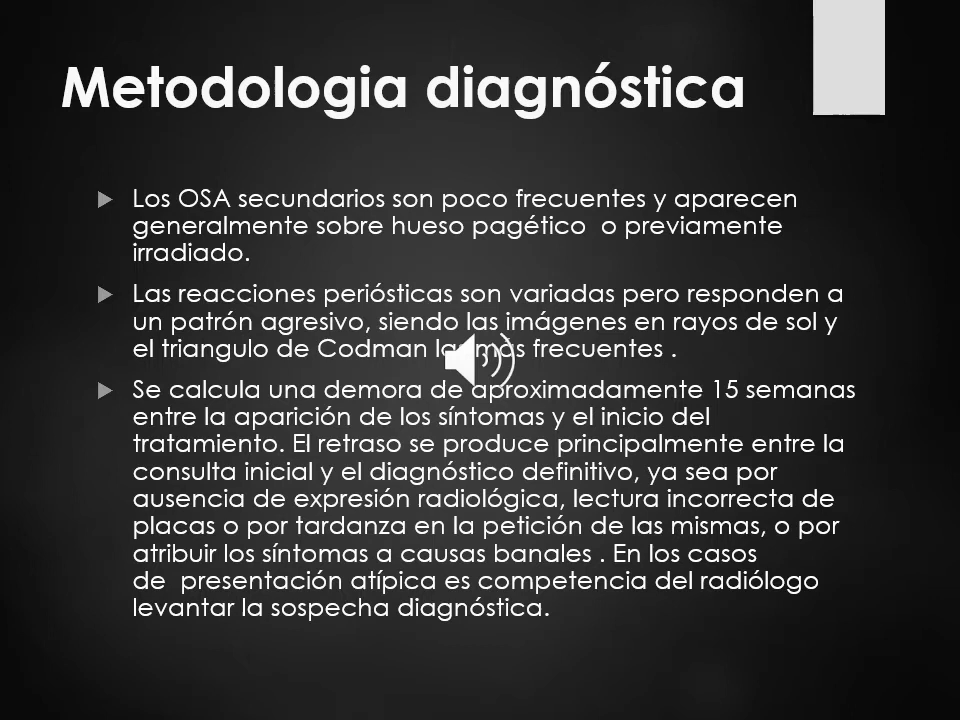 Metodologia diagnóstica
Los OSA secundarios son poco frecuentes y aparecen
generalmente sobre hueso pagético o previamente
irradiado.
Las reacciones periósticas son variadas pero responden a
un patrón agresivo, siendo las imágenes en rayos de sol y
el triangulo de Codman las mas frecuentes .
Se calcula una demora de aproximadamente 15 semanas
entre la aparición de los síntomas y el inicio del
tratamiento. El retraso se produce principalmente entre la
consulta inicial y el diagnóstico definitivo, ya sea por
ausencia de expresión radiológica, lectura incorrecta de
placas o por tardanza en la petición de las mismas, o por
atribuir los síntomas a causas banales . En los casos
de presentación atípica es competencia del radiólogo
levantar la sospecha diagnóstica.